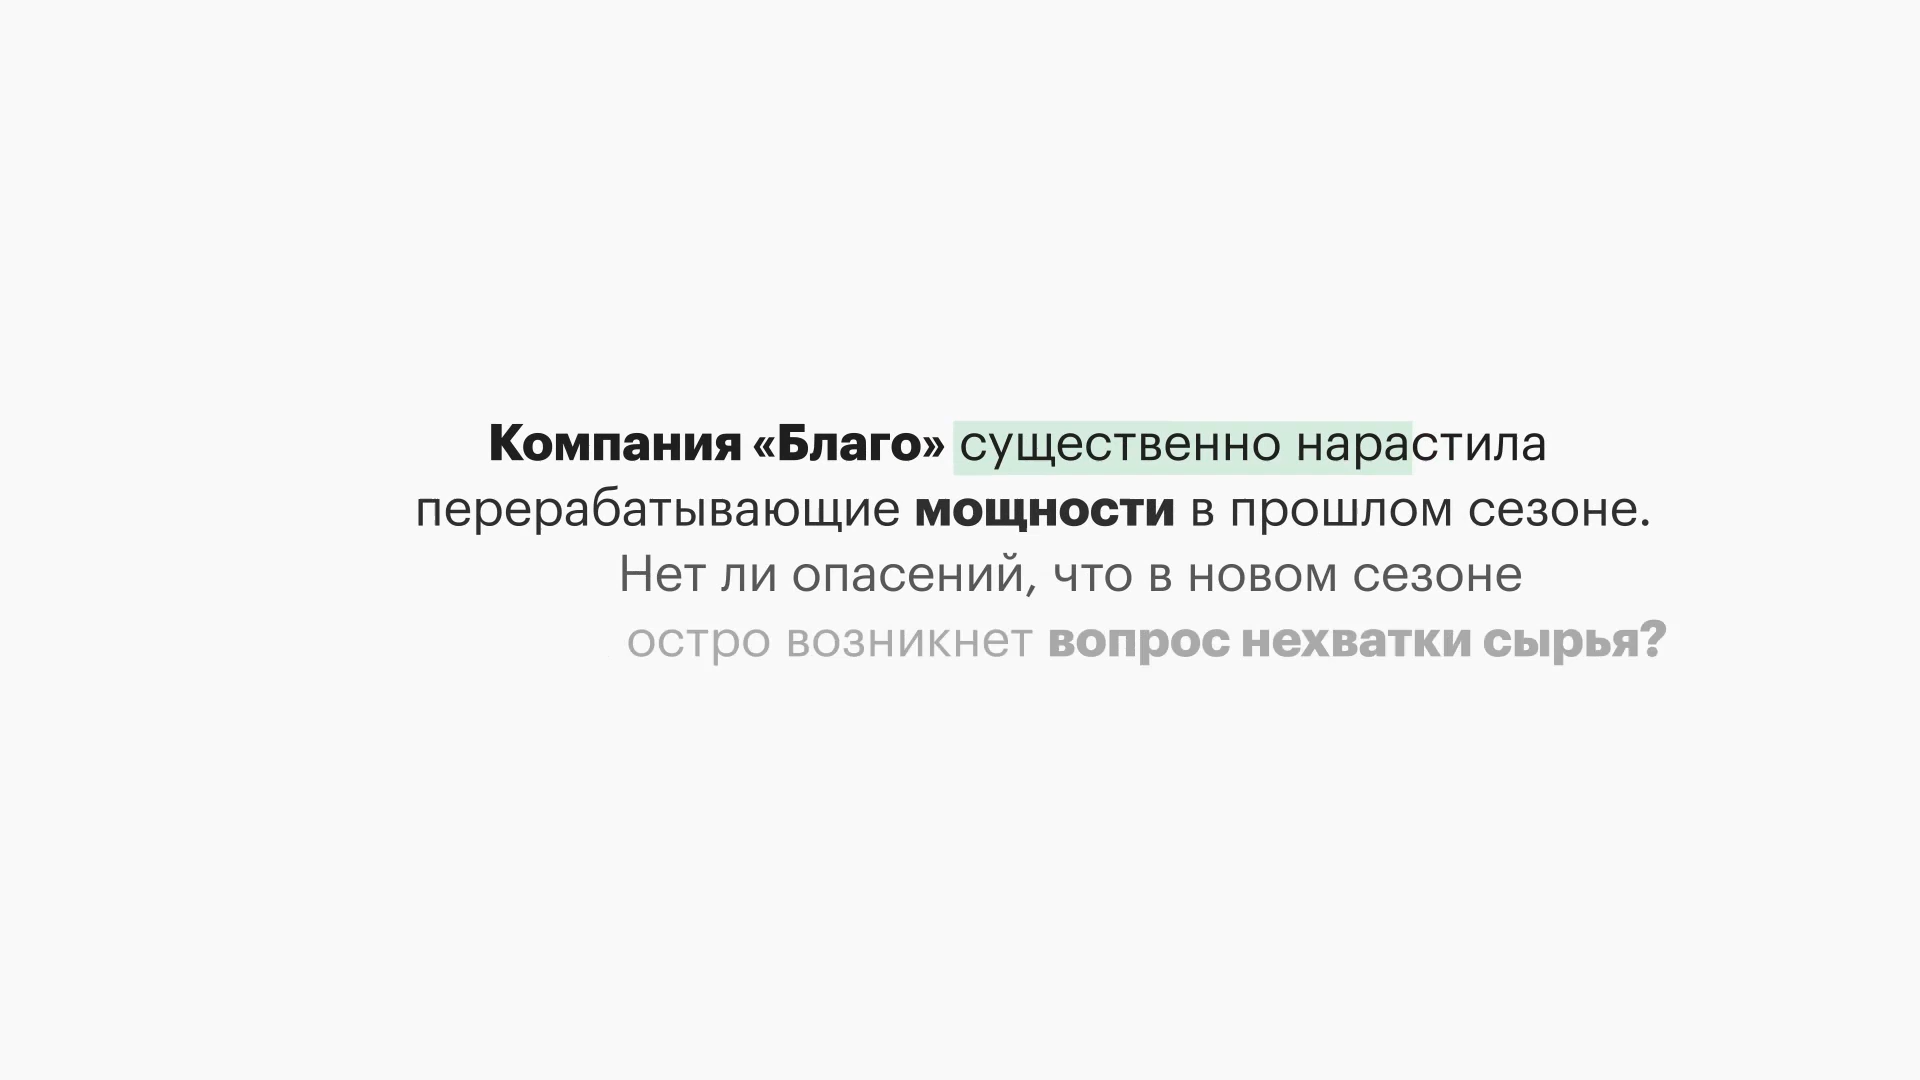 Компания «Благо» существенно нарастила
перерабатывающие мощности в прошлом сезоне.
Нет ли опасений, что в новом сезоне
остро возникнет вопрос нехватки сырья?